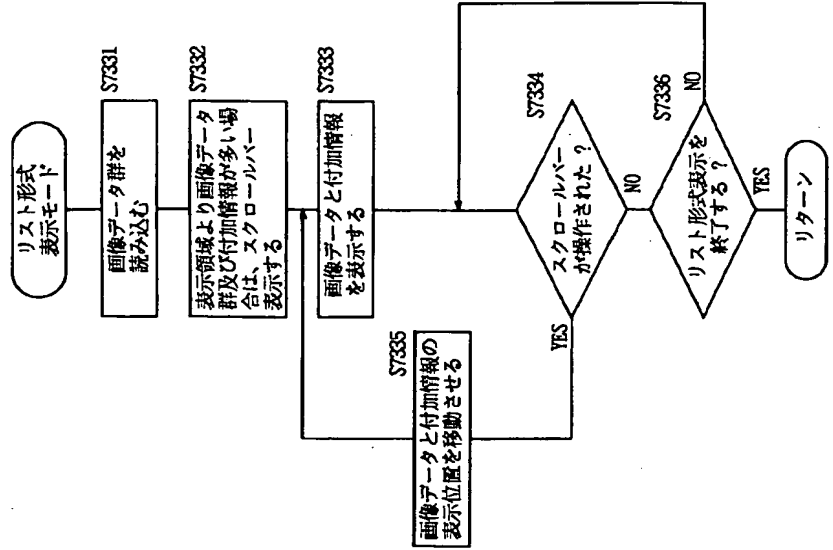 リスト形式
表示モード
S7331
画像データ群を
読み込む
S7332
表示領域より画像データ
群及び付加情報が多い場
合は、スクロールバー
表示する
S7333
画像データと付加情報
を表示する
S7334
スクロールバー
が操作された ?
YES
NO
S7335
画像データと付加情報の
表示位置を移動させる
S7336
リスト形式表示を
終了する ?
NO
YES
リターン